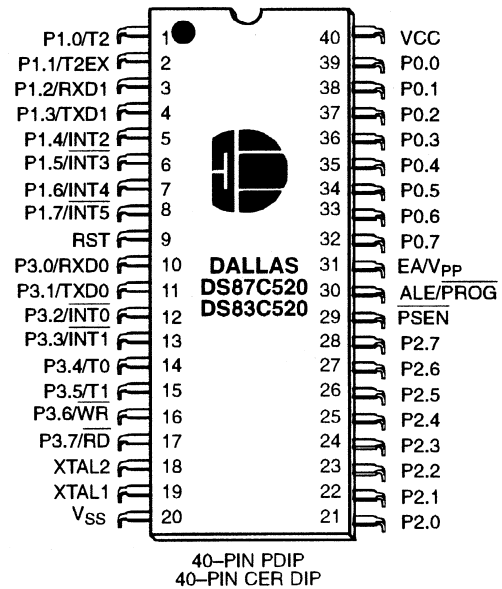 P1.0/T2 1 40 VCC
P1.1/T2EX 2 39 P0.0
P1.2/RXD1 3 38 P0.1
P1.3/TXD1 4 37 P0.2
P1.4/INT2 5 36 P0.3
P1.5/INT3 6 35 P0.4
P1.6/INT4 7 34 P0.5
P1.7/INT5 8 33 P0.6
RST 9 32 P0.7
P3.0/RXD0 10 31 EA/VPP
P3.1/TXD0 11 30 ALE/PROG
P3.2/INT0 12 29 PSEN
P3.3/INT1 13 28 P2.7
P3.4/T0 14 27 P2.6
P3.5/T1 15 26 P2.5
P3.6/WR 16 25 P2.4
P3.7/RD 17 24 P2.3
XTAL2 18 23 P2.2
XTAL1 19 22 P2.1
VSS 20 21 P2.0
DALLAS
DS87C520
DS83C520
40–PIN PDIP
40–PIN CER DIP